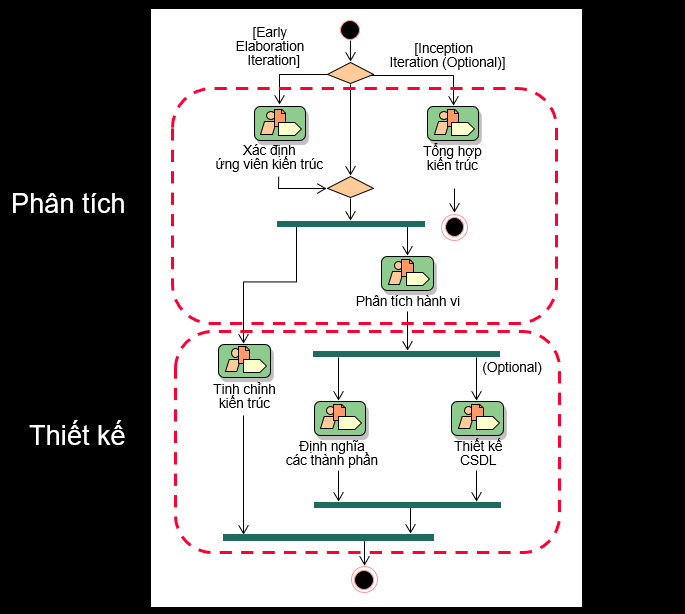 [Early
Elaboration
Iteration]
[Inception
Iteration (Optional)]
Xác định
ứng viên kiến trúc
Tổng hợp
kiến trúc
Phân tích
Phân tích hành vi
(Optional)
Tinh chỉnh
kiến trúc
Thiết kế
Định nghĩa
các thành phần
Thiết kế
CSDL